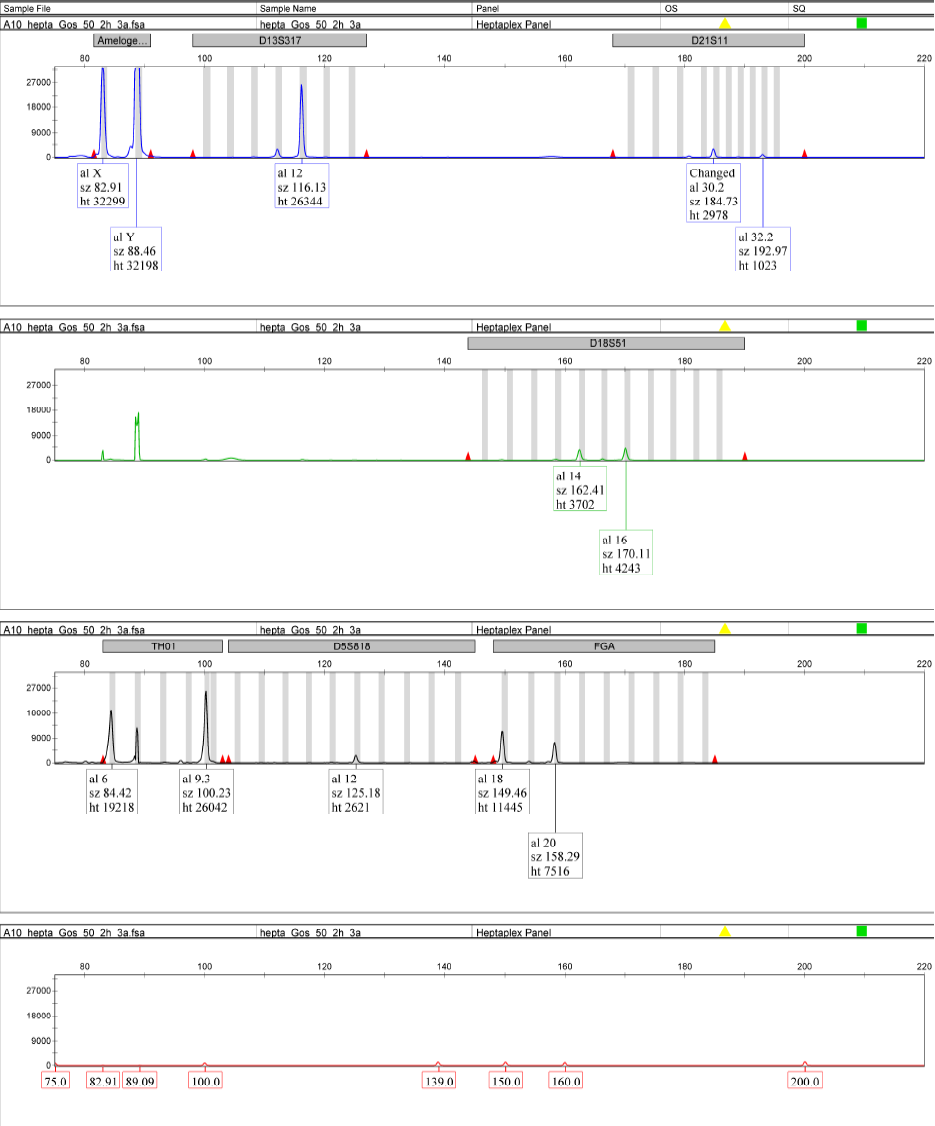 Sample File Sample Name Panel OS SQ
A10_hepta_Gos_50_2h_3a.fsa hepta_Gos_50_2h_3a Heptaplex Panel
Ameloge... D13S317 D21S11
80 100 120 140 160 180 200 220
27000
18000
9000
0
al X
sz 82.91
ht 32299
al Y
sz 88.46
ht 32198
al 12
sz 116.13
ht 26344
Changed
al 30.2
sz 184.73
ht 2978
al 32.2
sz 192.97
ht 1023
A10_hepta_Gos_50_2h_3a.fsa hepta_Gos_50_2h_3a Heptaplex Panel
D18S51
80 100 120 140 160 180 200 220
27000
18000
9000
0
al 14
sz 162.41
ht 3702
al 16
sz 170.11
ht 4243
A10_hepta_Gos_50_2h_3a.fsa hepta_Gos_50_2h_3a Heptaplex Panel
TH01 D5S818 FGA
80 100 120 140 160 180 200 220
27000
18000
9000
0
al 6
sz 84.42
ht 19218
al 9.3
sz 100.23
ht 26042
al 12
sz 125.18
ht 2621
al 18
sz 149.46
ht 11445
al 20
sz 158.29
ht 7516
A10_hepta_Gos_50_2h_3a.fsa hepta_Gos_50_2h_3a Heptaplex Panel
80 100 120 140 160 180 200 220
27000
18000
9000
0
75.0 82.91 89.09 100.0 139.0 150.0 160.0 200.0